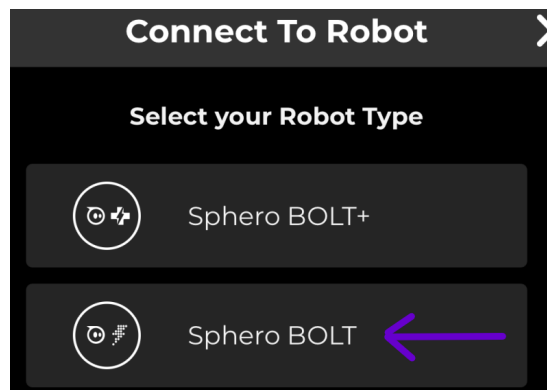 Connect To Robot
Select your Robot Type
Sphero BOLT+
Sphero BOLT